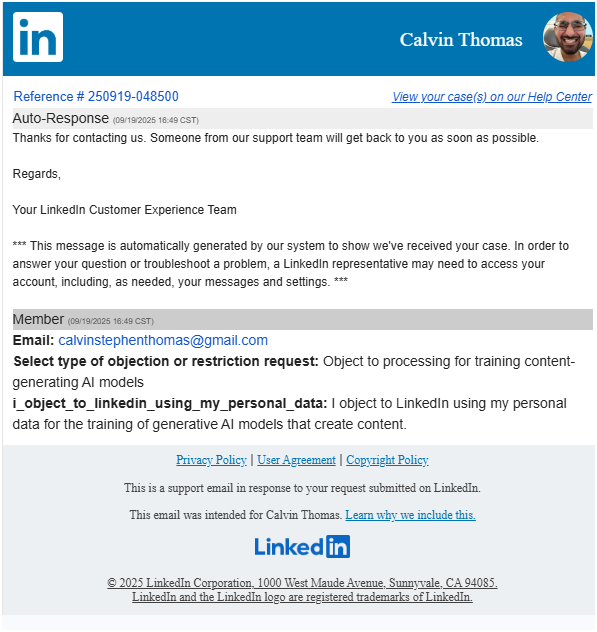 in
Calvin Thomas
Reference # 250919-048500
View your case(s) on our Help Center
Auto-Response (09/19/2025 16:49 CST)
Thanks for contacting us. Someone from our support team will get back to you as soon as possible.
Regards,
Your LinkedIn Customer Experience Team
*** This message is automatically generated by our system to show we've received your case. In order to
answer your question or troubleshoot a problem, a LinkedIn representative may need to access your
account, including, as needed, your messages and settings. ***
Member (09/19/2025 16:49 CST)
Email: calvinstephenthomas@gmail.com
Select type of objection or restriction request: Object to processing for training content-
generating AI models
i_object_to_linkedin_using_my_personal_data: I object to LinkedIn using my personal
data for the training of generative AI models that create content.
Privacy Policy | User Agreement | Copyright Policy
This is a support email in response to your request submitted on LinkedIn.
This email was intended for Calvin Thomas. Learn why we include this.
Linkedin
© 2025 LinkedIn Corporation, 1000 West Maude Avenue, Sunnyvale, CA 94085.
LinkedIn and the LinkedIn logo are registered trademarks of LinkedIn.